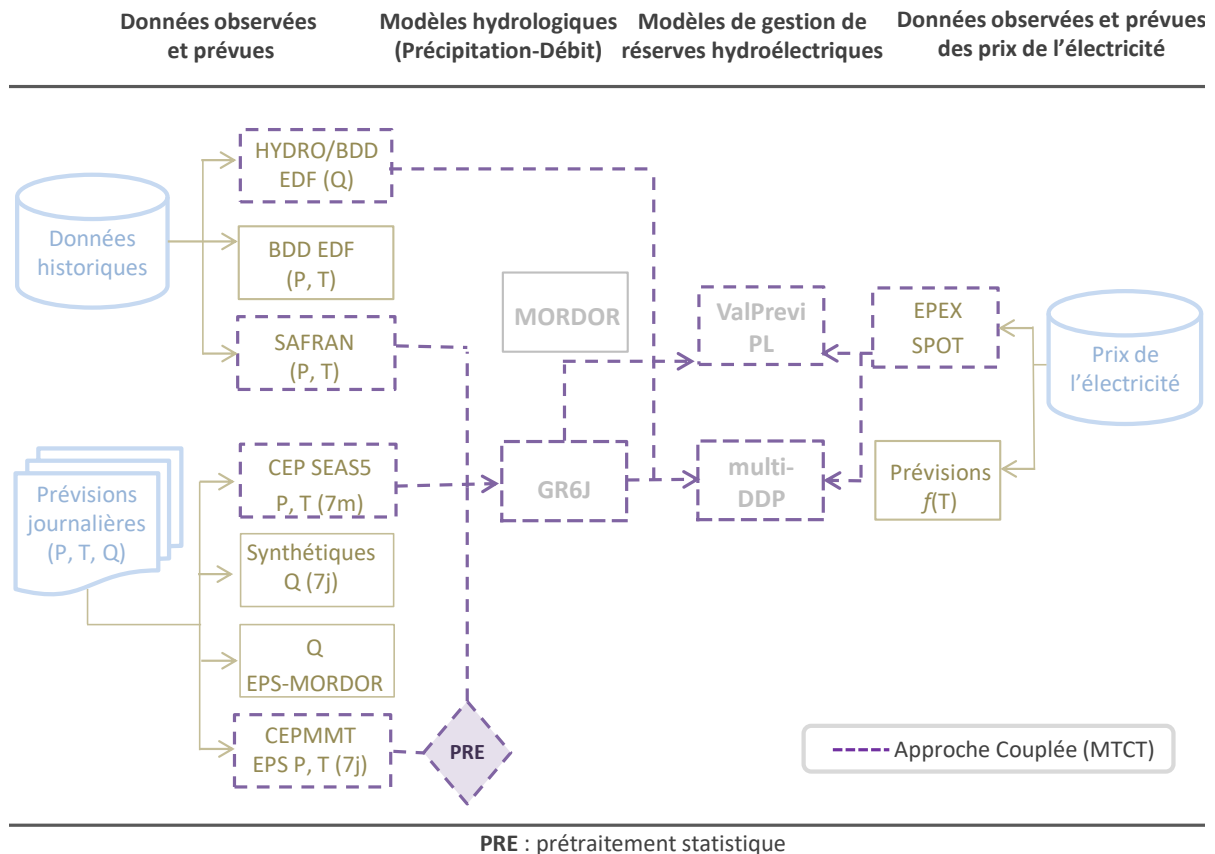 Données observées
et prévues
Modèles hydrologiques
(Précipitation-Débit)
Modèles de gestion de
réserves hydroélectriques
Données observées et prévues
des prix de l'électricité
Données
historiques
HYDRO/BDD
EDF (Q)
BDD EDF
(P, T)
SAFRAN
(P, T)
MORDOR
ValPrevi
PL
EPEX
SPOT
Prix de
l'électricité
Prévisions
journalières
(P, T, Q)
CEP SEAS5
P, T (7m)
Synthétiques
Q (7j)
Q
EPS-MORDOR
CEPMMT
EPS P, T (7j)
GR6J
multi-
DDP
Prévisions
f(T)
PRE
Approche Couplée (MTCT)
PRE : prétraitement statistique